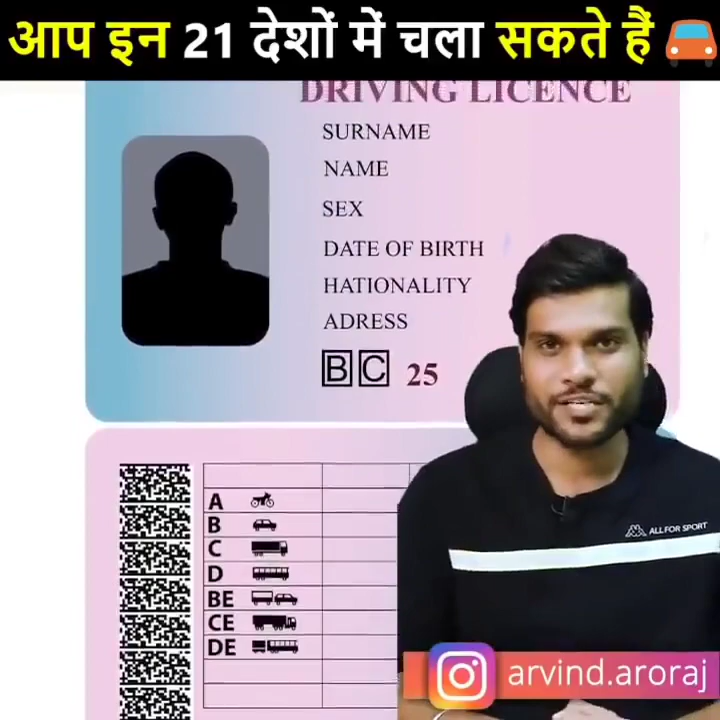 आप इन 21 देशों में चला सकते हैं
DRIVING LICENCE
SURNAME
NAME
SEX
DATE OF BIRTH
HATIONALITY
ADRESS
B C 25
A
B
C
D
BE
CE
DE
ALL FOR SPORT
arvind.aroraj